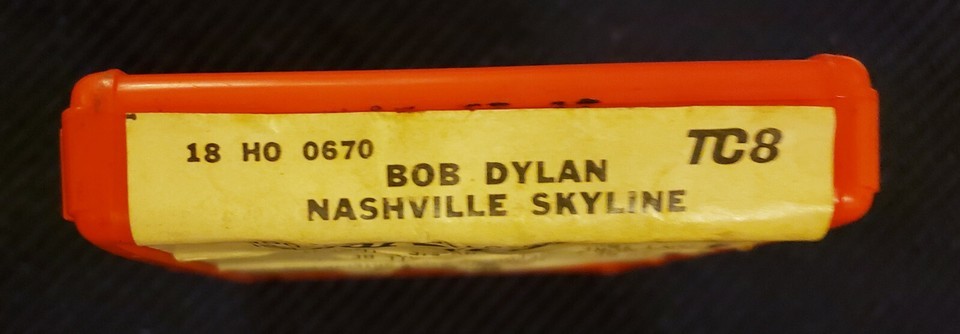 18 HO 0670
TC8
BOB DYLAN
NASHVILLE SKYLINE